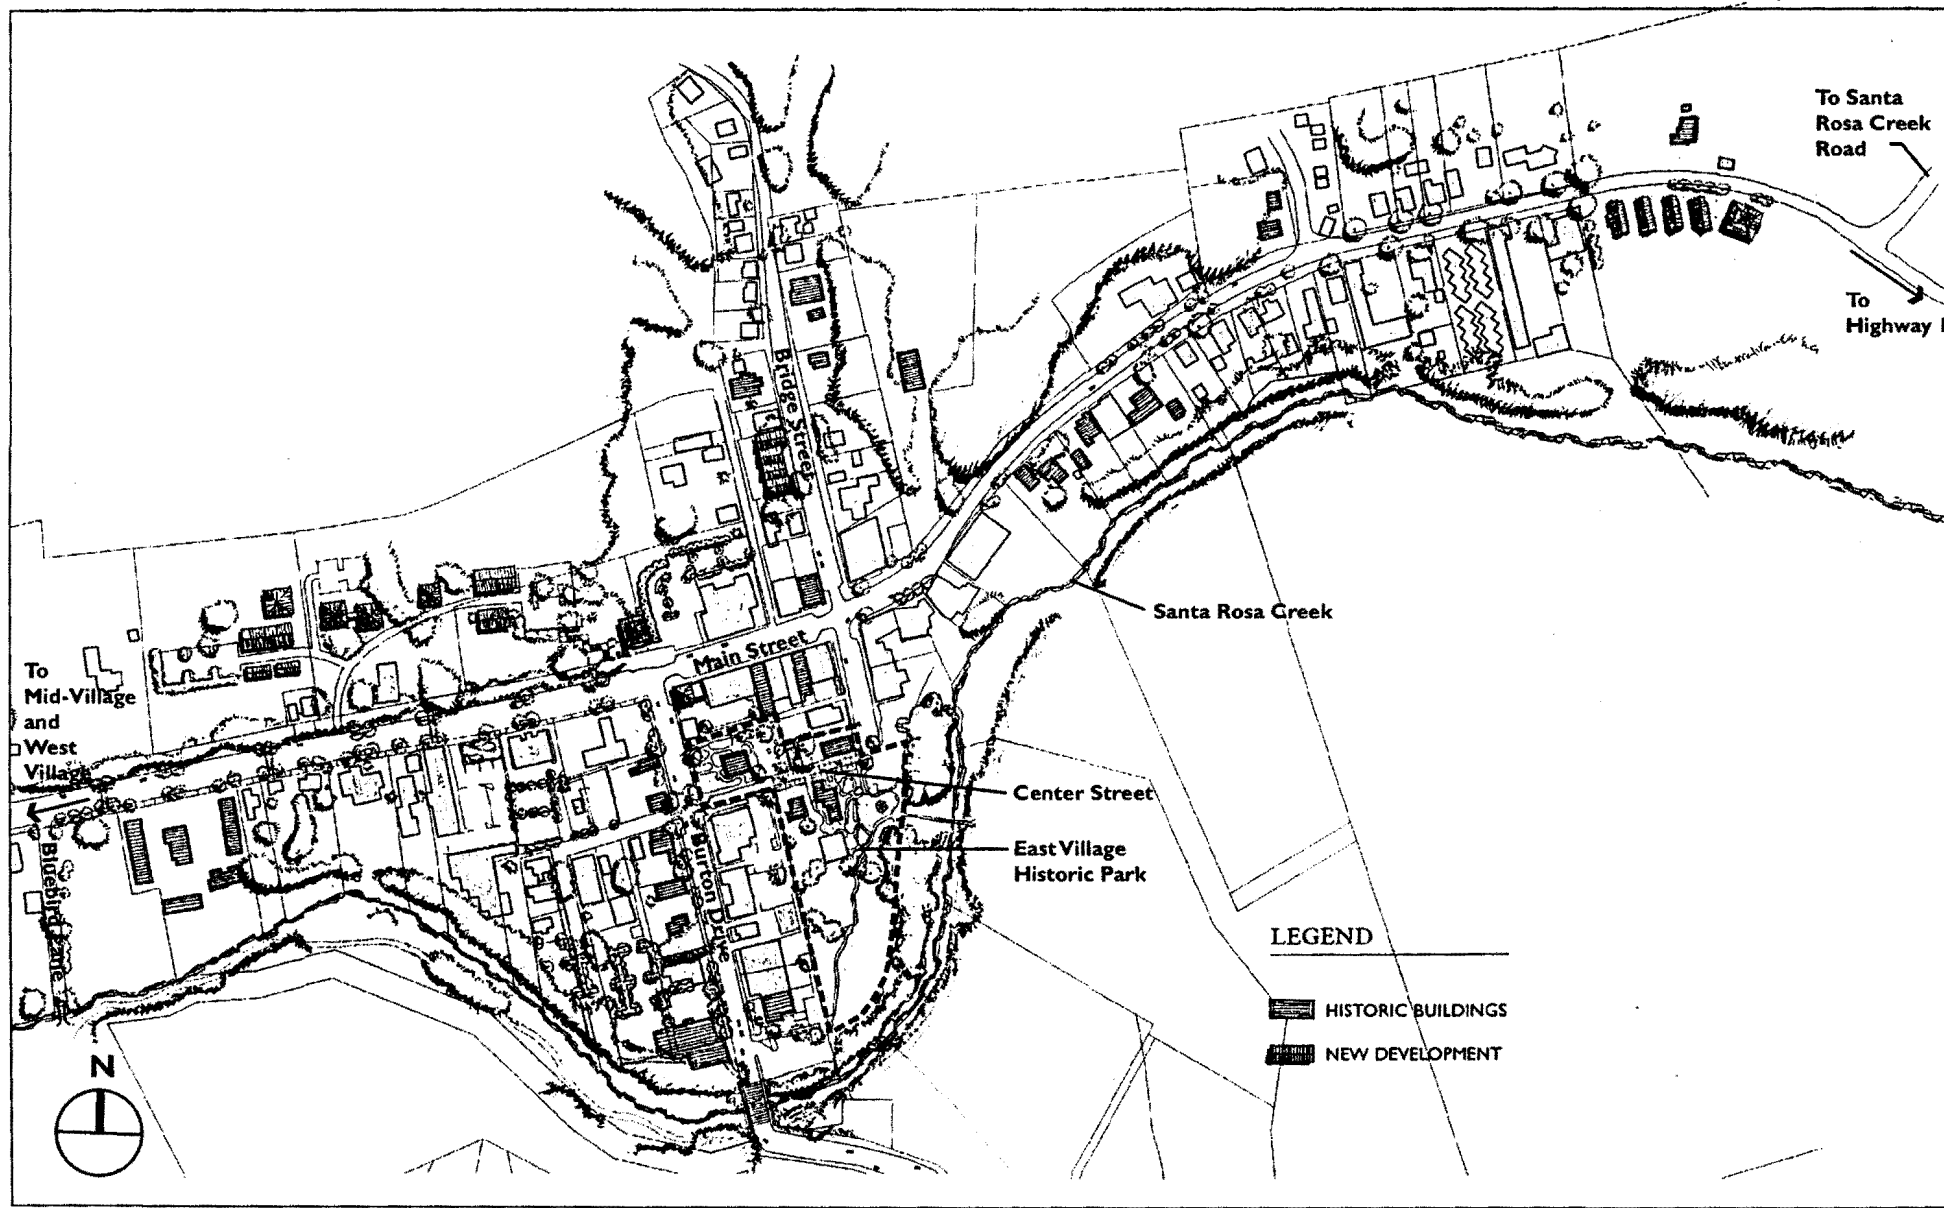 To Santa
Rosa Creek
Road
To
Highway 1
Bridge Street
Santa Rosa Creek
Main Street
To
Mid-Village
and
West
Village
Center Street
East Village
Historic Park
Burton Drive
Bluebird Lane
LEGEND
HISTORIC BUILDINGS
NEW DEVELOPMENT
N